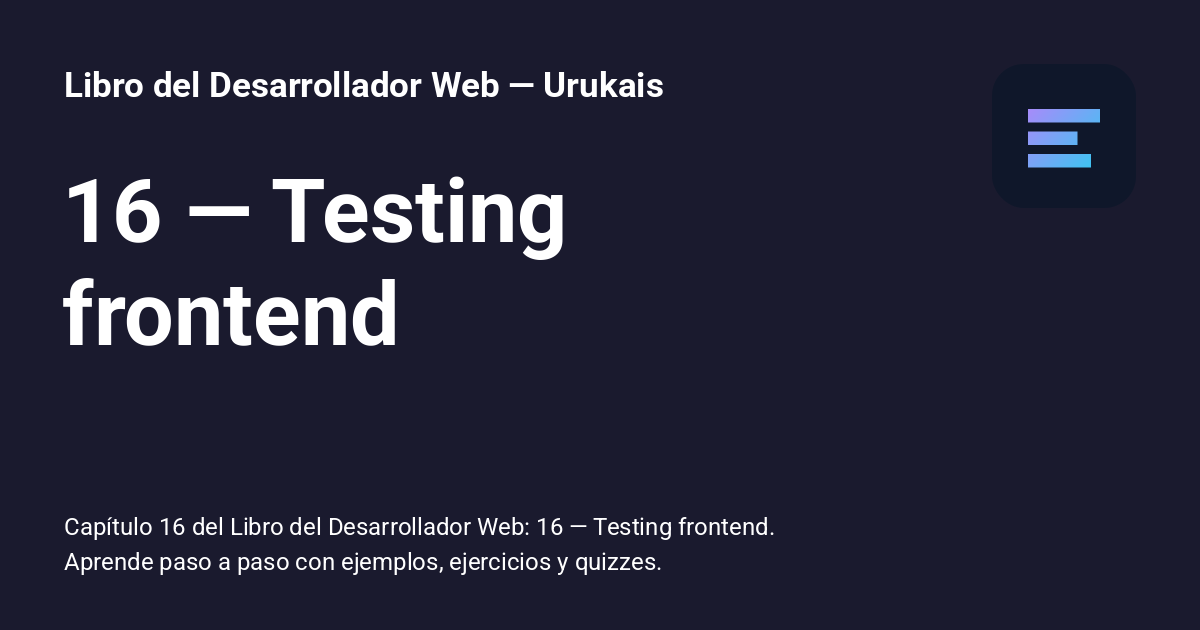 Libro del Desarrollador Web — Urukais
16 — Testing
frontend
Capítulo 16 del Libro del Desarrollador Web: 16 — Testing frontend.
Aprende paso a paso con ejemplos, ejercicios y quizzes.